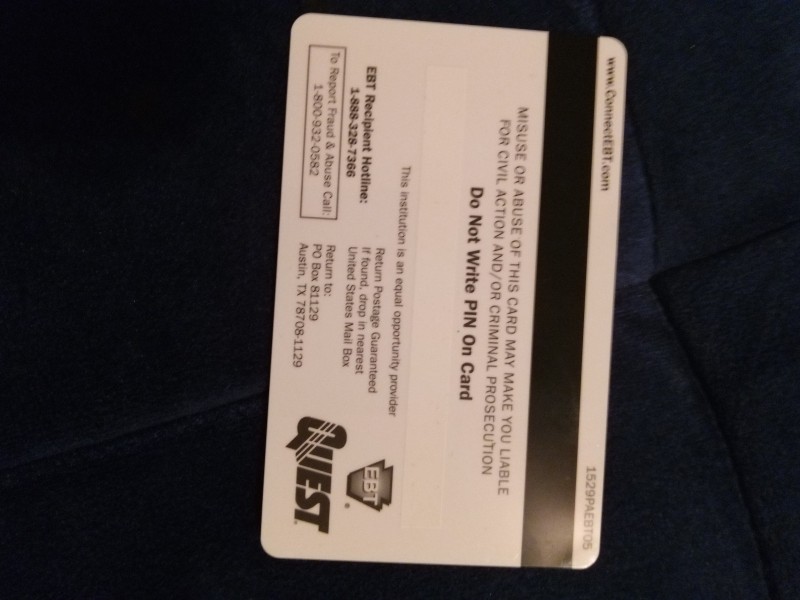 www.ConnectEBT.com
1529PAEBT05
MISUSE OR ABUSE OF THIS CARD MAY MAKE YOU LIABLE
FOR CIVIL ACTION AND/OR CRIMINAL PROSECUTION
Do Not Write PIN On Card
This institution is an equal opportunity provider
EBT Recipient Hotline:
1-888-328-7366
To Report Fraud & Abuse Call:
1-800-932-0582
Return Postage Guaranteed
If found, drop in nearest
United States Mail Box
Return to:
PO Box 81129
Austin, TX 78708-1129
EBT®
QUEST